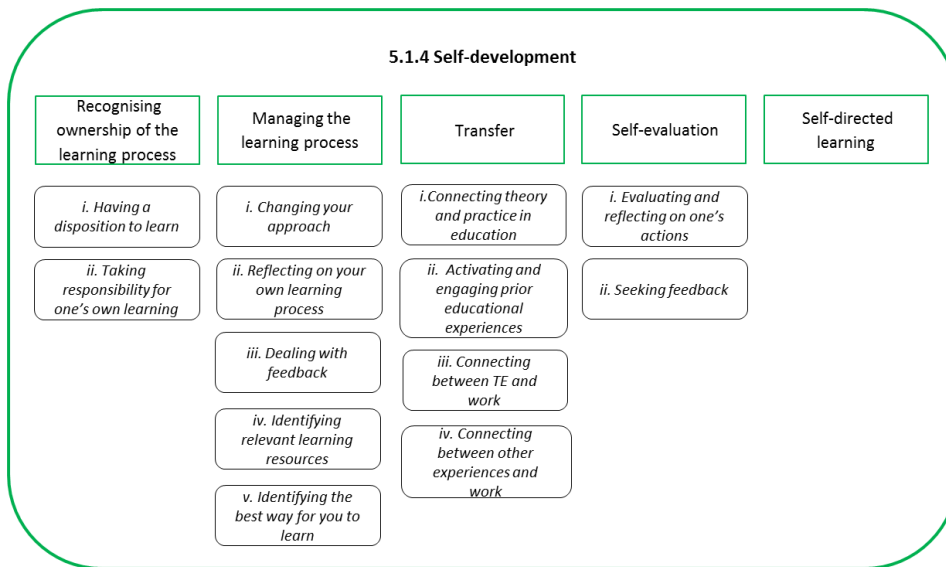 5.1.4 Self-development
Recognising
ownership of the
learning process
Managing the
learning process
Transfer
Self-evaluation
Self-directed
learning
i. Having a
disposition to learn
ii. Taking
responsibility for
one's own learning
i. Changing your
approach
ii. Reflecting on your
own learning
process
iii. Dealing with
feedback
iv. Identifying
relevant learning
resources
v. Identifying the
best way for you to
learn
i.Connecting theory
and practice in
education
ii. Activating and
engaging prior
educational
experiences
iii. Connecting
between TE and
work
iv. Connecting
between other
experiences and
work
i. Evaluating and
reflecting on one's
actions
ii. Seeking feedback